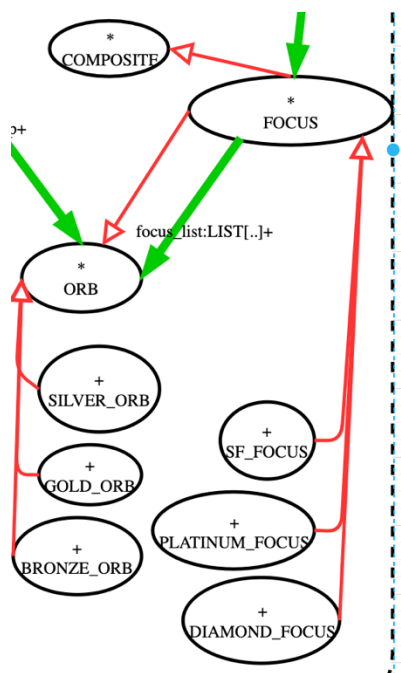 *
COMPOSITE
*
FOCUS
p+
focus_list:LIST[..]+
*
ORB
+
SILVER_ORB
+
SF_FOCUS
+
GOLD_ORB
+
PLATINUM_FOCUS
+
BRONZE_ORB
+
DIAMOND_FOCUS